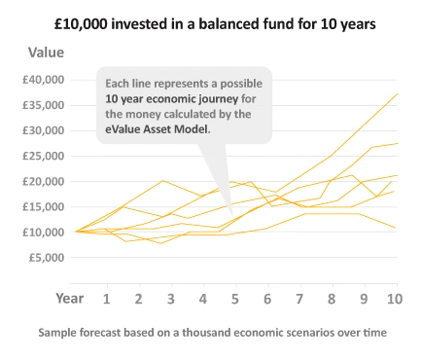 £10,000 invested in a balanced fund for 10 years
Value
£40,000
£35,000
£30,000
£25,000
£20,000
£15,000
£10,000
£5,000
Each line represents a possible
10 year economic journey for
the money calculated by the
eValue Asset Model.
Year 1 2 3 4 5 6 7 8 9 10
Sample forecast based on a thousand economic scenarios over time